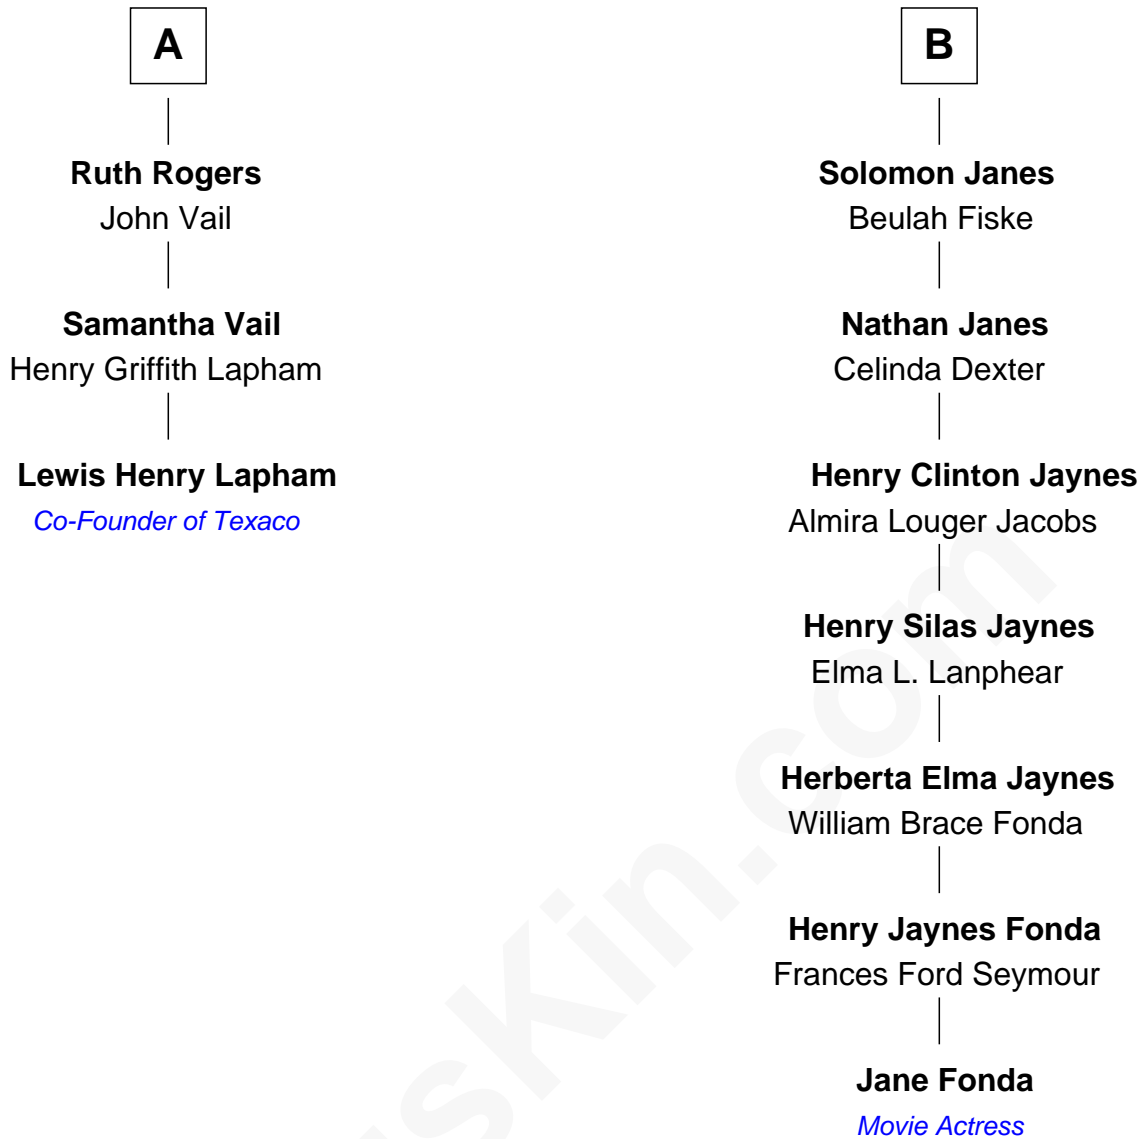 A
Ruth Rogers
John Vail
Samantha Vail
Henry Griffith Lapham
Lewis Henry Lapham
Co-Founder of Texaco
B
Solomon Janes
Beulah Fiske
Nathan Janes
Celinda Dexter
Henry Clinton Jaynes
Almira Louger Jacobs
Henry Silas Jaynes
Elma L. Lanphear
Herberta Elma Jaynes
William Brace Fonda
Henry Jaynes Fonda
Frances Ford Seymour
Jane Fonda
Movie Actress
sKin.com